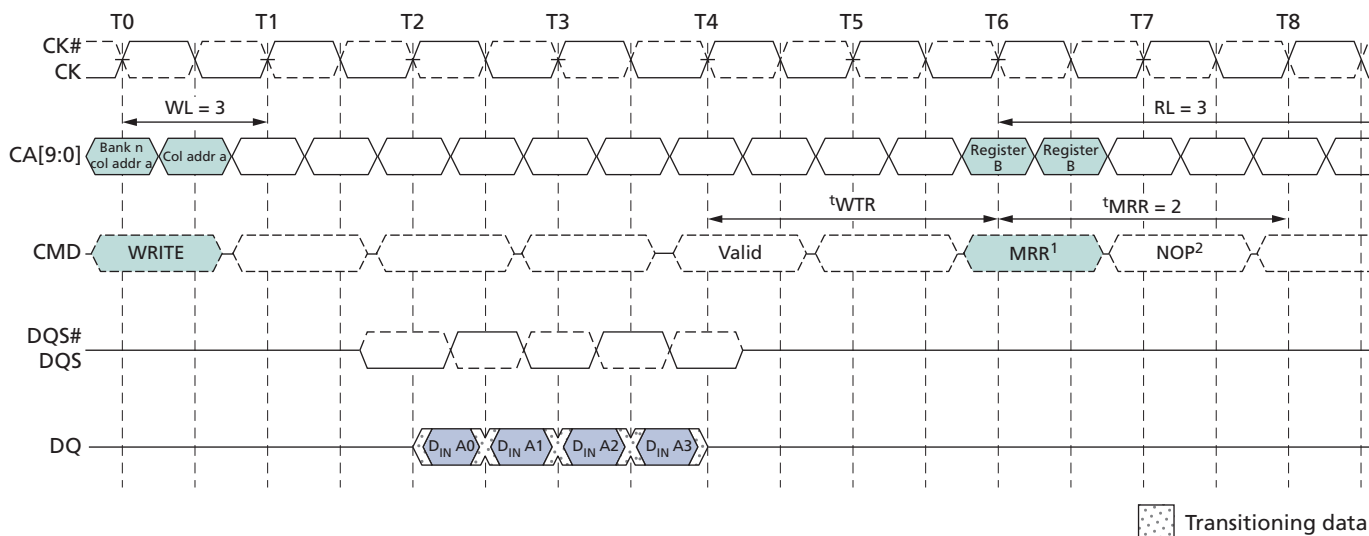 T0 T1 T2 T3 T4 T5 T6 T7 T8
CK#
CK
WL = 3
RL = 3
CA[9:0]
Bank n
col addr a
Col addr a
Register
B
Register
B
tWTR
tMRR = 2
CMD
WRITE
Valid
MRR1
NOP2
DQS#
DQS
DQ
DIN A0
DIN A1
DIN A2
DIN A3
Transitioning data